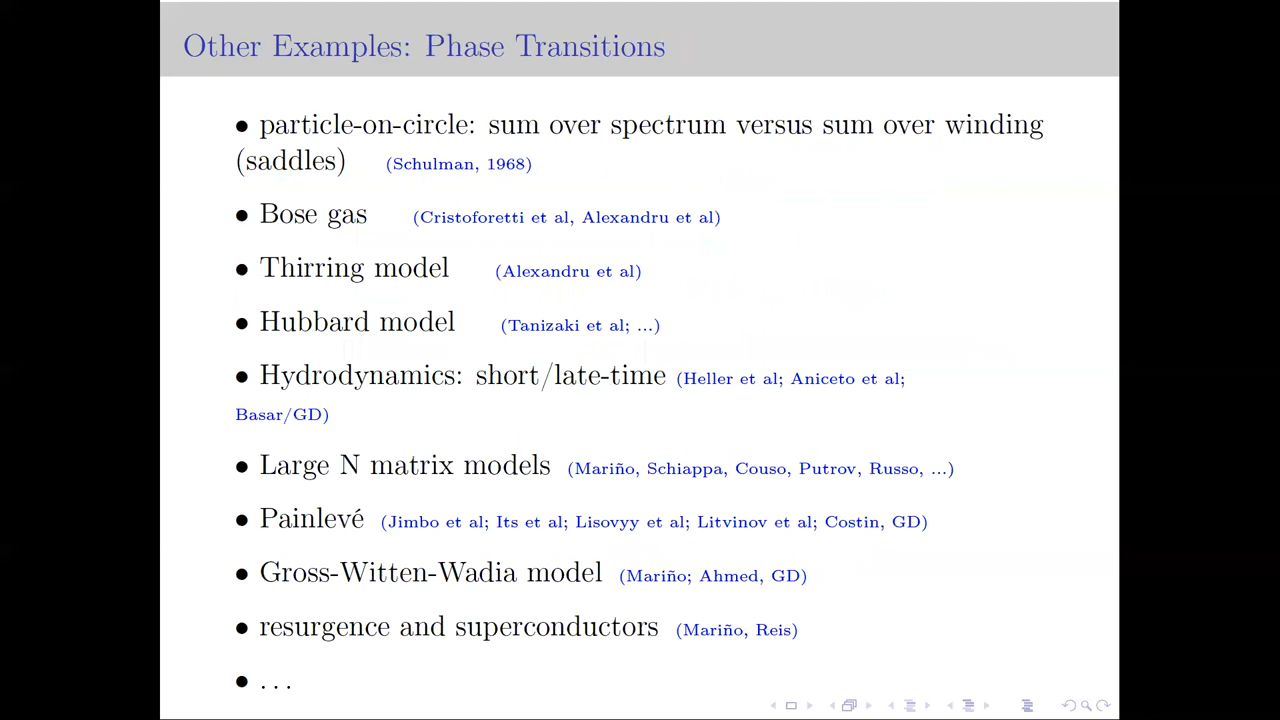 Other Examples: Phase Transitions
• particle-on-circle: sum over spectrum versus sum over winding
(saddles) (Schulman, 1968)
• Bose gas (Cristoforetti et al, Alexandru et al)
• Thirring model (Alexandru et al)
• Hubbard model (Tanizaki et al; ...)
• Hydrodynamics: short/late-time (Heller et al; Aniceto et al;
Basar/GD)
• Large N matrix models (Mariño, Schiappa, Couso, Putrov, Russo, ...)
• Painlevé (Jimbo et al; Its et al; Lisovyy et al; Litvinov et al; Costin, GD)
• Gross-Witten-Wadia model (Mariño; Ahmed, GD)
• resurgence and superconductors (Mariño, Reis)
• ...